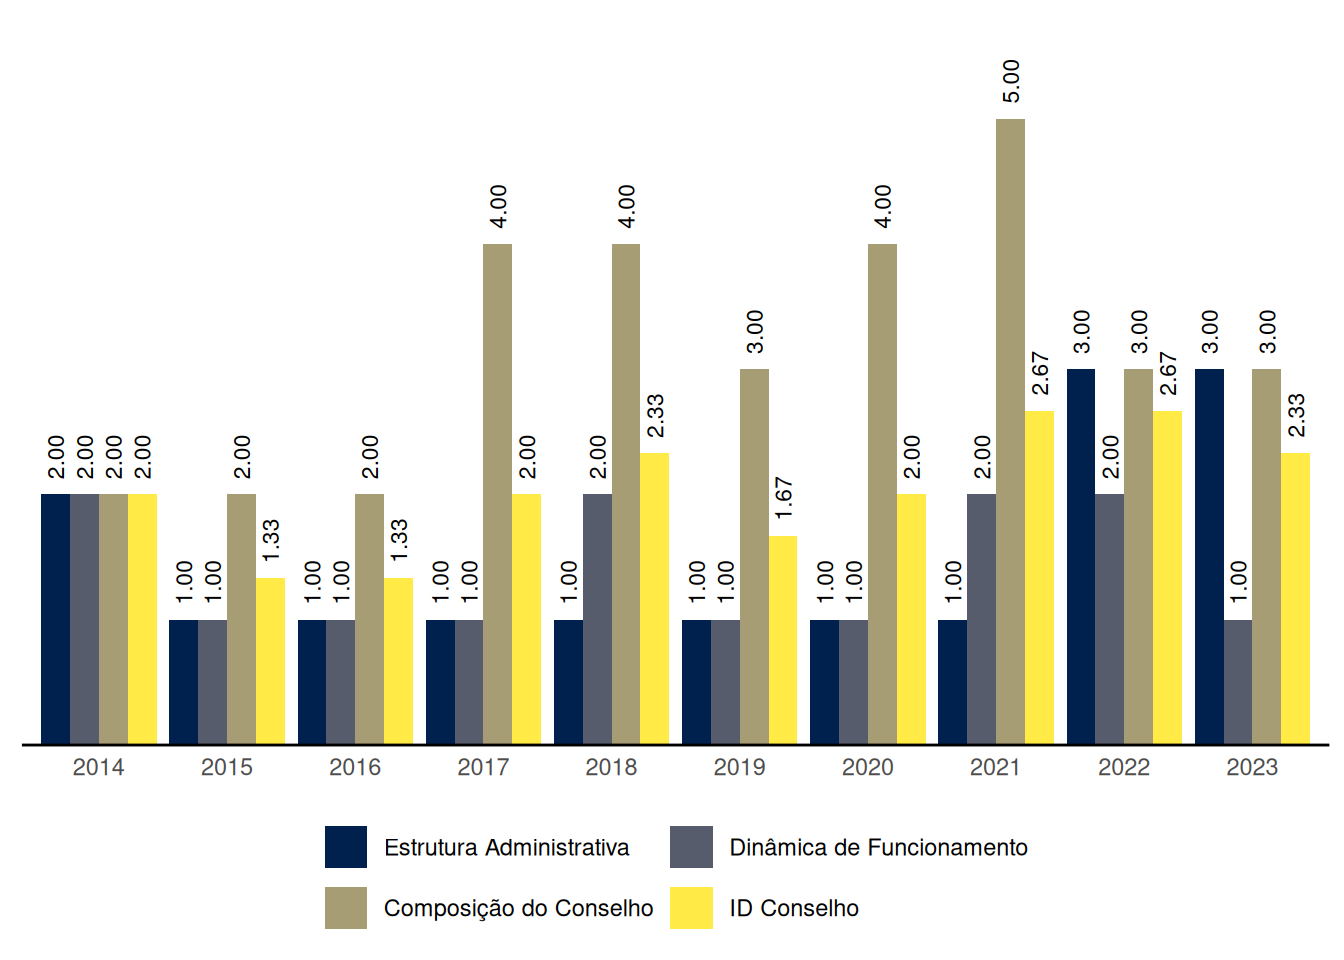 2.00 2.00 2.00 2.00
1.00 1.00 2.00 1.33
1.00 1.00 2.00 1.33
1.00 1.00 4.00 2.00
1.00 2.00 4.00 2.33
1.00 1.00 3.00 1.67
1.00 1.00 4.00 2.00
1.00 2.00 5.00 2.67
3.00 2.00 3.00 2.67
3.00 1.00 3.00 2.33
2014 2015 2016 2017 2018 2019 2020 2021 2022 2023
Estrutura Administrativa Dinâmica de Funcionamento
Composição do Conselho ID Conselho